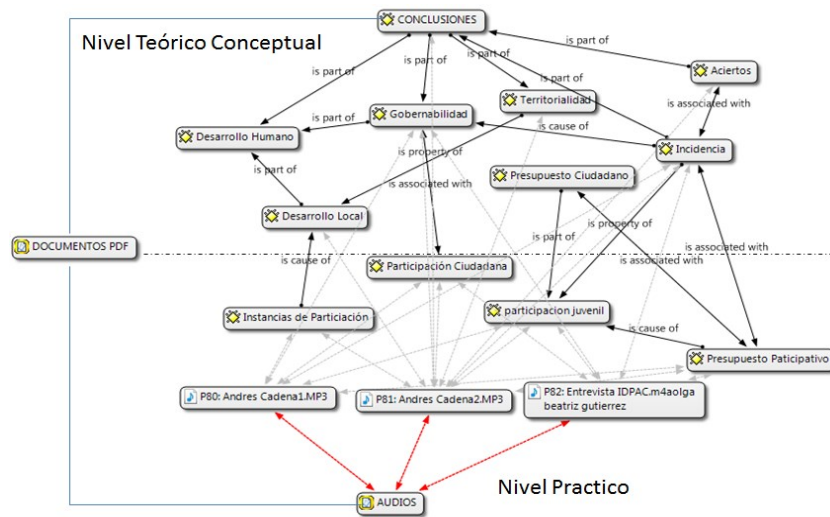 CONCLUSIONES
Nivel Teórico Conceptual
is part of
Aciertos
is part of
is part of
is part of
is part of
Territorialidad
is associated with
Gobernabilidad
is part of
is cause of
Desarrollo Humano
Incidencia
is property of
is part of
Presupuesto Ciudadano
is associated with
Desarrollo Local
is property of
is part of
is associated with
DOCUMENTOS PDF
is cause of
Participación Ciudadana
is associated with
Instancias de Particiación
participacion juvenil
is cause of
Presupuesto Paticipativo
P80: Andres Cadena1.MP3
P81: Andres Cadena2.MP3
P82: Entrevista IDPAC.m4aolga
beatriz gutierrez
Nivel Practico
AUDIOS